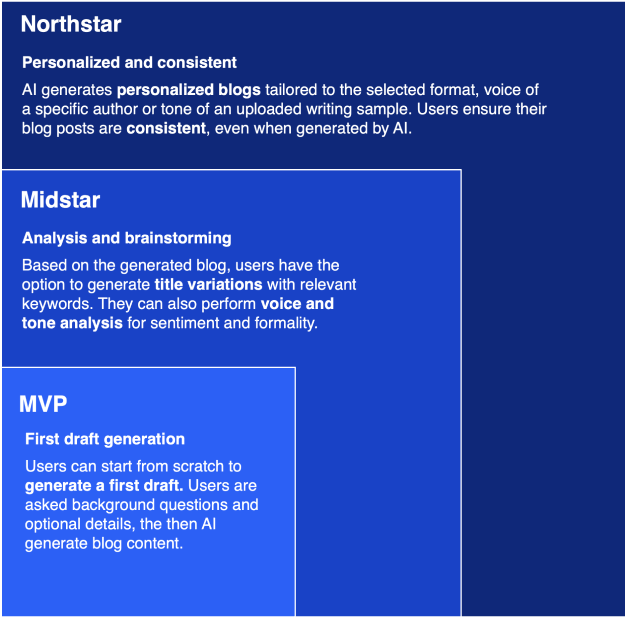 Northstar
Personalized and consistent
AI generates personalized blogs tailored to the selected format, voice of
a specific author or tone of an uploaded writing sample. Users ensure their
blog posts are consistent, even when generated by AI.
Midstar
Analysis and brainstorming
Based on the generated blog, users have the
option to generate title variations with relevant
keywords. They can also perform voice and
tone analysis for sentiment and formality.
MVP
First draft generation
Users can start from scratch to
generate a first draft. Users are
asked background questions and
optional details, the then AI
generate blog content.